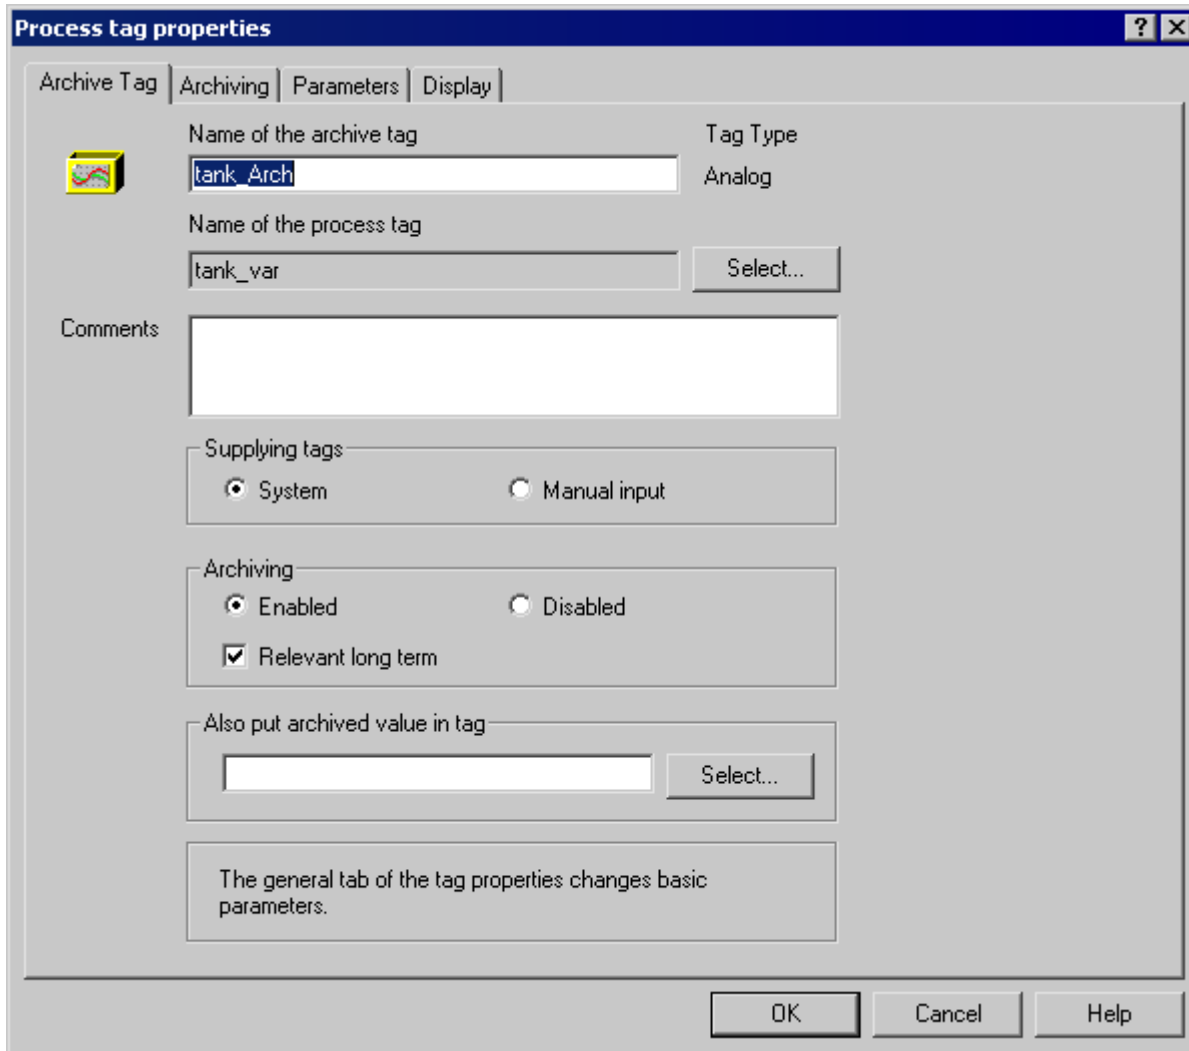 Process tag properties
Archive Tag Archiving Parameters Display
Name of the archive tag Tag Type
tank_Arch Analog
Name of the process tag
tank_var Select...
Comments
Supplying tags
System Manual input
Archiving
Enabled Disabled
Relevant long term
Also put archived value in tag
Select...
The general tab of the tag properties changes basic
parameters.
OK Cancel Help